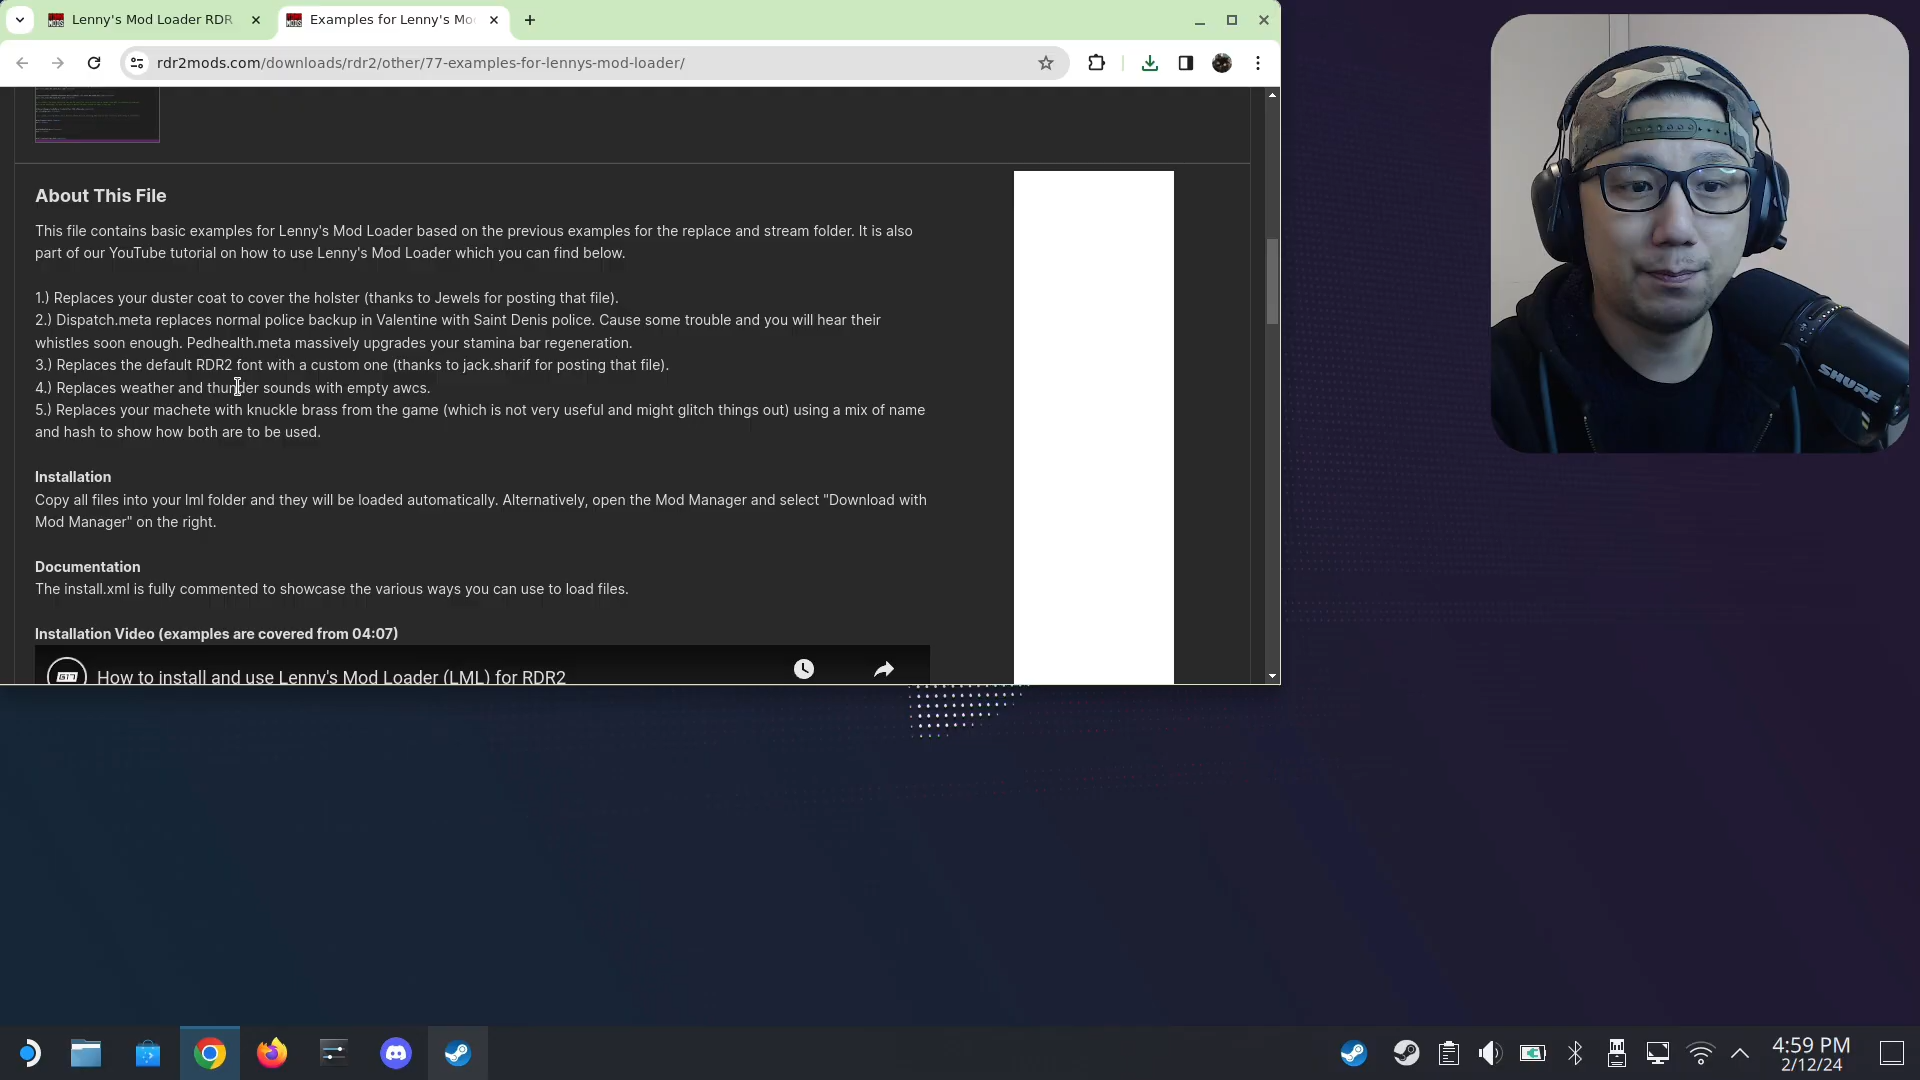 Lenny's Mod Loader RDR
Examples for Lenny's Mo
rdr2mods.com/downloads/rdr2/other/77-examples-for-lennys-mod-loader/
About This File
This file contains basic examples for Lenny's Mod Loader based on the previous examples for the replace and stream folder. It is also
part of our YouTube tutorial on how to use Lenny's Mod Loader which you can find below.
1.) Replaces your duster coat to cover the holster (thanks to Jewels for posting that file).
2.) Dispatch.meta replaces normal police backup in Valentine with Saint Denis police. Cause some trouble and you will hear their
whistles soon enough. Pedhealth.meta massively upgrades your stamina bar regeneration.
3.) Replaces the default RDR2 font with a custom one (thanks to jack.sharif for posting that file).
4.) Replaces weather and thunder sounds with empty awcs.
5.) Replaces your machete with knuckle brass from the game (which is not very useful and might glitch things out) using a mix of name
and hash to show how both are to be used.
Installation
Copy all files into your lml folder and they will be loaded automatically. Alternatively, open the Mod Manager and select "Download with
Mod Manager" on the right.
Documentation
The install.xml is fully commented to showcase the various ways you can use to load files.
Installation Video (examples are covered from 04:07)
How to install and use Lenny's Mod Loader (LML) for RDR2
SHURE
4:59 PM
2/12/24